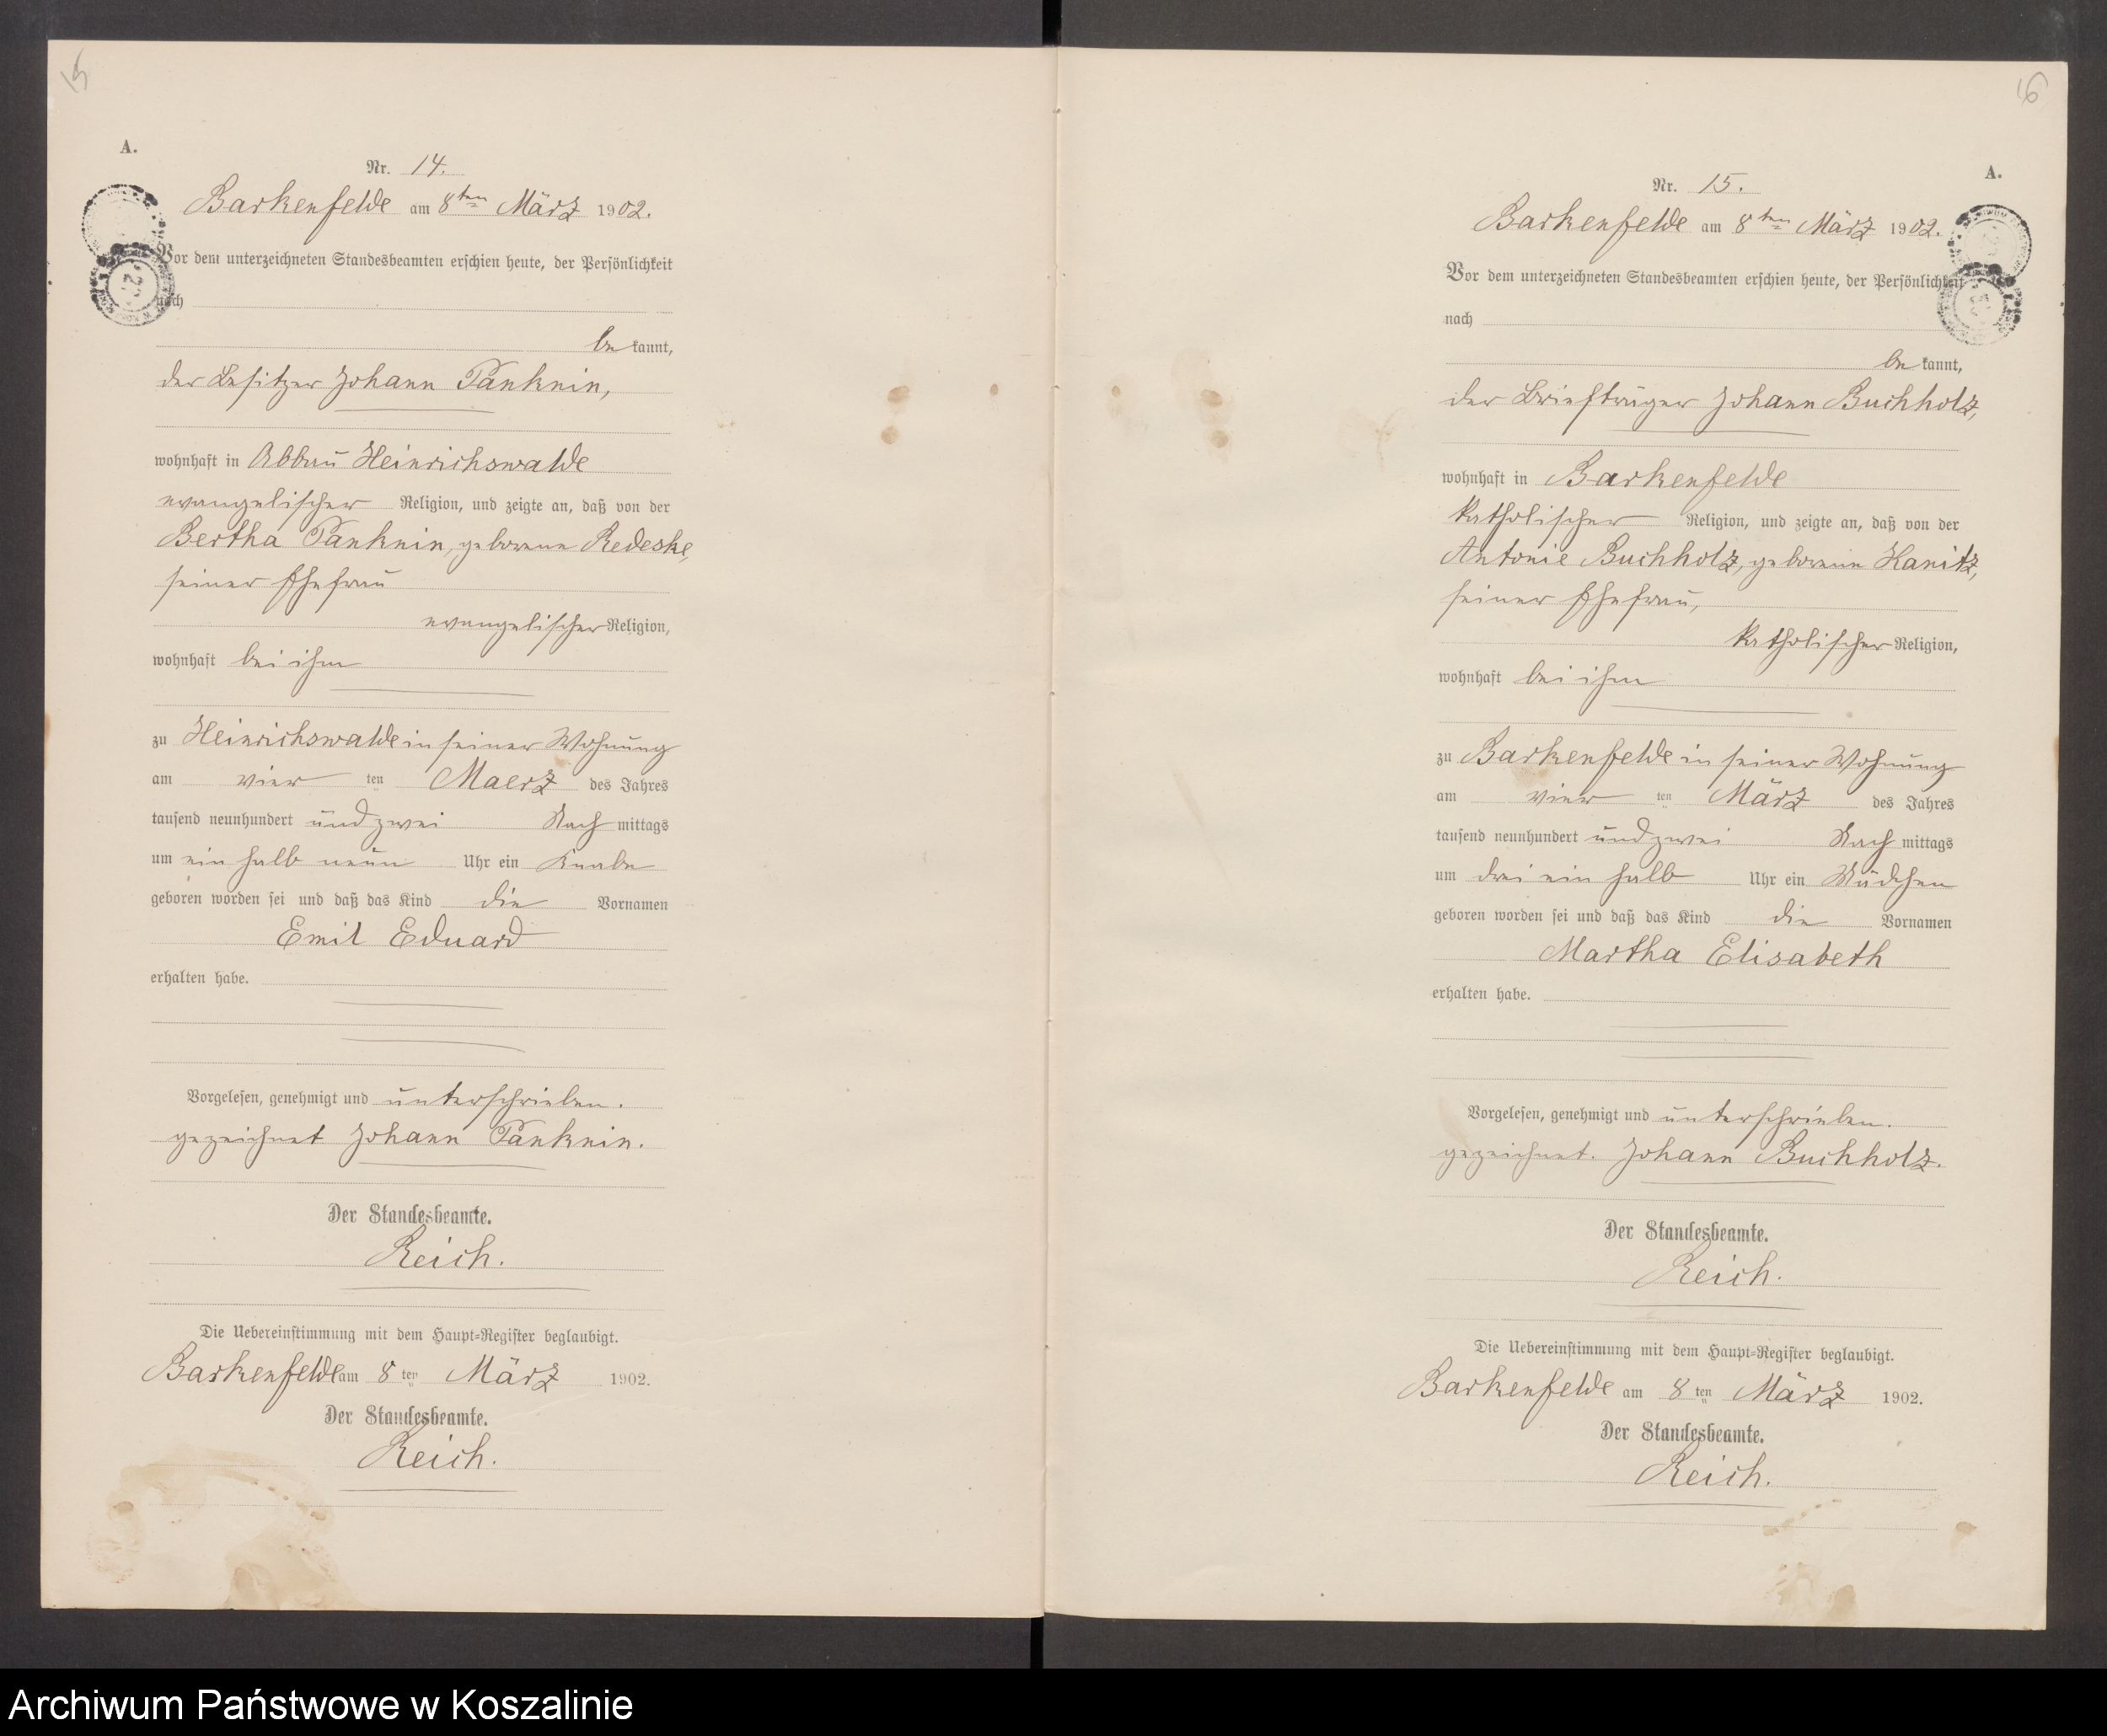 15
A.
Nr. 14.
Barkenfelde am 8ten März 1902.
Vor dem unterzeichneten Standesbeamten erschien heute, der Persönlichkeit
nach
bekannt,
der Besitzer Johann Panknin,
wohnhaft in Abbau Heinrichswalde
evangelischer Religion, und zeigte an, daß von der
Bertha Panknin, geborene Redeske,
seiner Ehefrau
evangelischer Religion,
wohnhaft bei ihm
zu Heinrichswalde in seiner Wohnung
am vier ten Maerz des Jahres
tausend neunhundert und zwei Nach mittags
um ein halb neun Uhr ein Knabe
geboren worden sei und daß das Kind die Vornamen
Emil Eduard
erhalten habe.
Vorgelesen, genehmigt und unterschrieben.
gezeichnet Johann Panknin.
Der Standesbeamte.
Reich.
Die Uebereinstimmung mit dem Haupt-Register beglaubigt.
Barkenfelde am 8 ten März 1902.
Der Standesbeamte.
Reich.
16
A.
Nr. 15.
Barkenfelde am 8ten März 1902.
Vor dem unterzeichneten Standesbeamten erschien heute, der Persönlichkeit
nach
bekannt,
der Briefträger Johann Buchholz,
wohnhaft in Barkenfelde
katholischer Religion, und zeigte an, daß von der
Antonie Buchholz, geborene Kanitz,
seiner Ehefrau,
katholischer Religion,
wohnhaft bei ihm
zu Barkenfelde in seiner Wohnung
am vier ten März des Jahres
tausend neunhundert und zwei Nach mittags
um drei ein halb Uhr ein Mädchen
geboren worden sei und daß das Kind die Vornamen
Martha Elisabeth
erhalten habe.
Vorgelesen, genehmigt und unterschrieben.
gezeichnet. Johann Buchholz.
Der Standesbeamte.
Reich.
Die Uebereinstimmung mit dem Haupt-Register beglaubigt.
Barkenfelde am 8 ten März 1902.
Der Standesbeamte.
Reich.
Archiwum Państwowe w Koszalinie